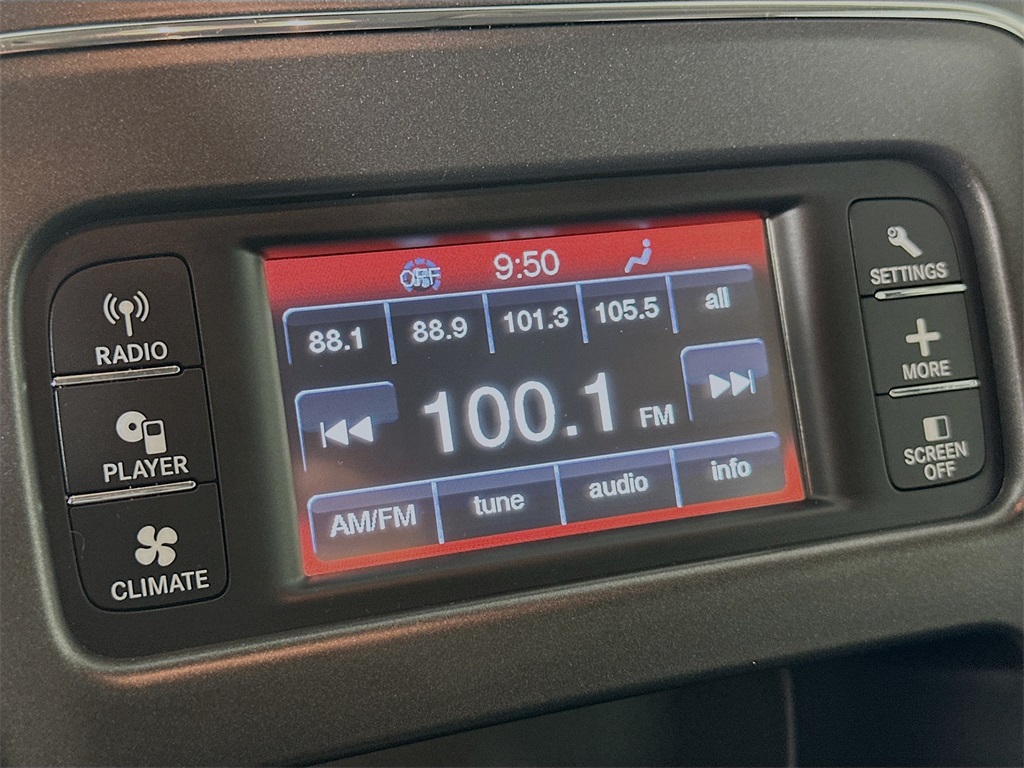 OFF 9:50
88.1 88.9 101.3 105.5 all
100.1 FM
AM/FM tune audio info
RADIO
PLAYER
CLIMATE
SETTINGS
MORE
SCREEN
OFF